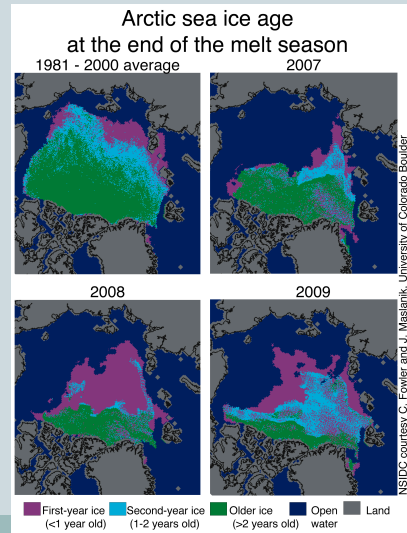 Arctic sea ice age
at the end of the melt season
1981 - 2000 average
2007
2008
2009
NSIDC courtesy C. Fowler and J. Maslanik, University of Colorado Boulder
First-year ice
(<1 year old)
Second-year ice
(1-2 years old)
Older ice
(>2 years old)
Open
water
Land